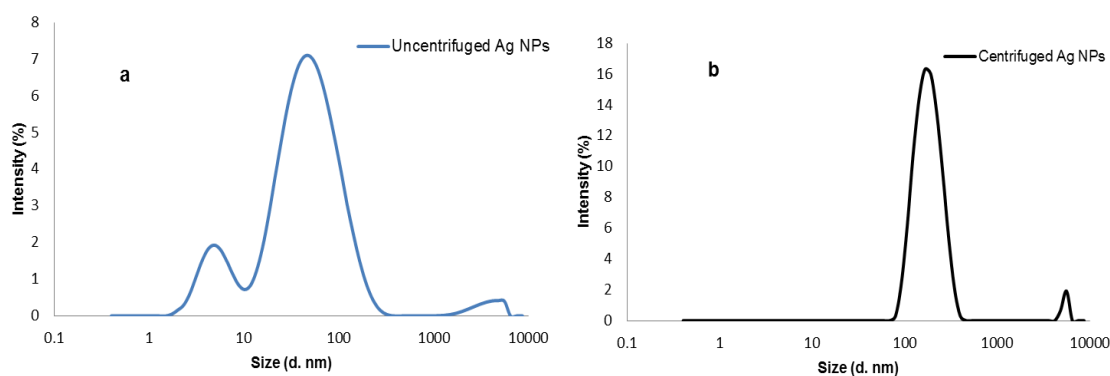 8
7
6
5
4
3
2
1
0
Intensity (%)
a
Uncentrifuged Ag NPs
0.1 1 10 100 1000 10000
Size (d. nm)
18
16
14
12
10
8
6
4
2
0
Intensity (%)
b
Centrifuged Ag NPs
0.1 1 10 100 1000 10000
Size (d. nm)